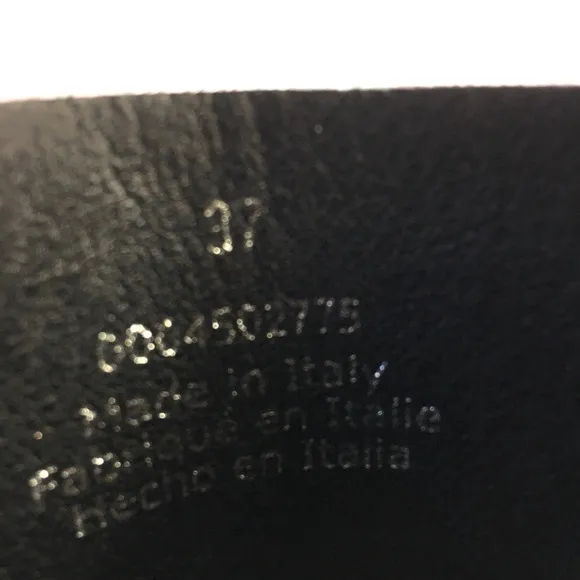 37
0004502775
Made in Italy
Fabriqué en Italie
Hecho en Italia